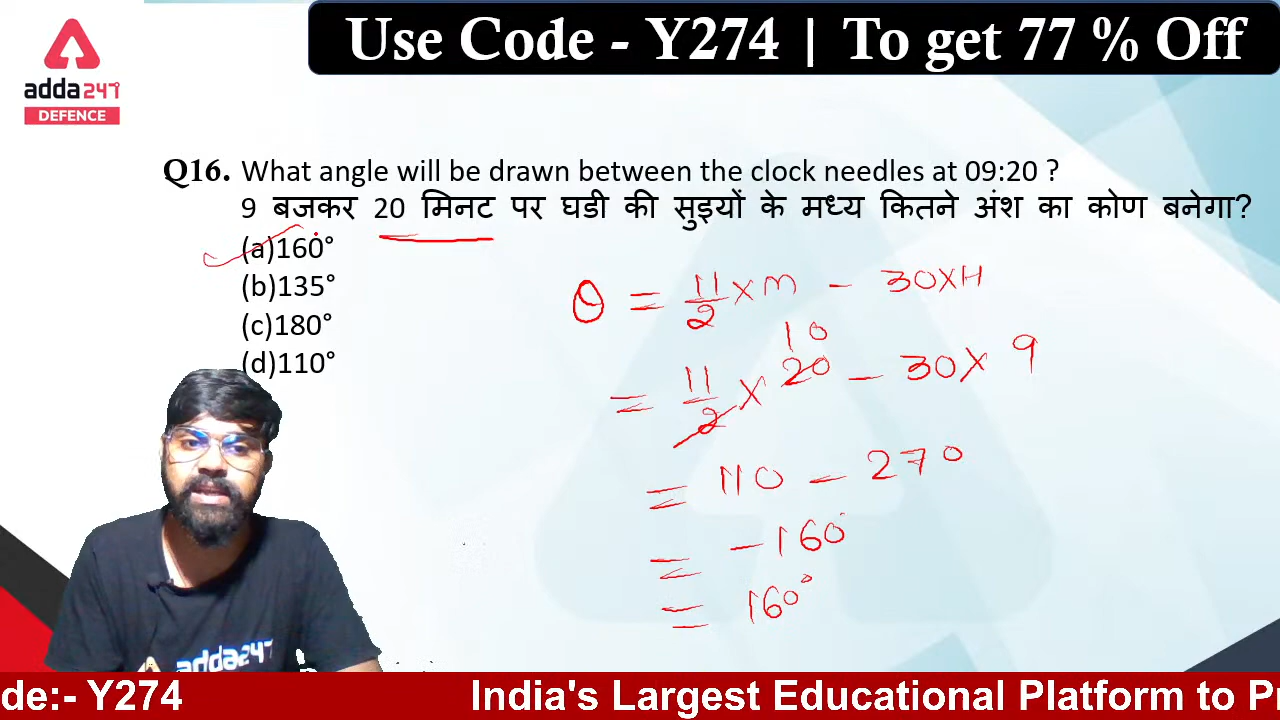 Use Code - Y274 | To get 77 % Off
adda247
DEFENCE
Q16. What angle will be drawn between the clock needles at 09:20 ?
9 बजकर 20 मिनट पर घडी की सुइयों के मध्य कितने अंश का कोण बनेगा?
(a)160°
(b)135°
(c)180°
(d)110°
θ = 11/2 × m - 30×H
10
= 11/2 × 20 - 30× 9
= 110 - 270
= -160°
= 160°
adda247
de:- Y274 India's Largest Educational Platform to P